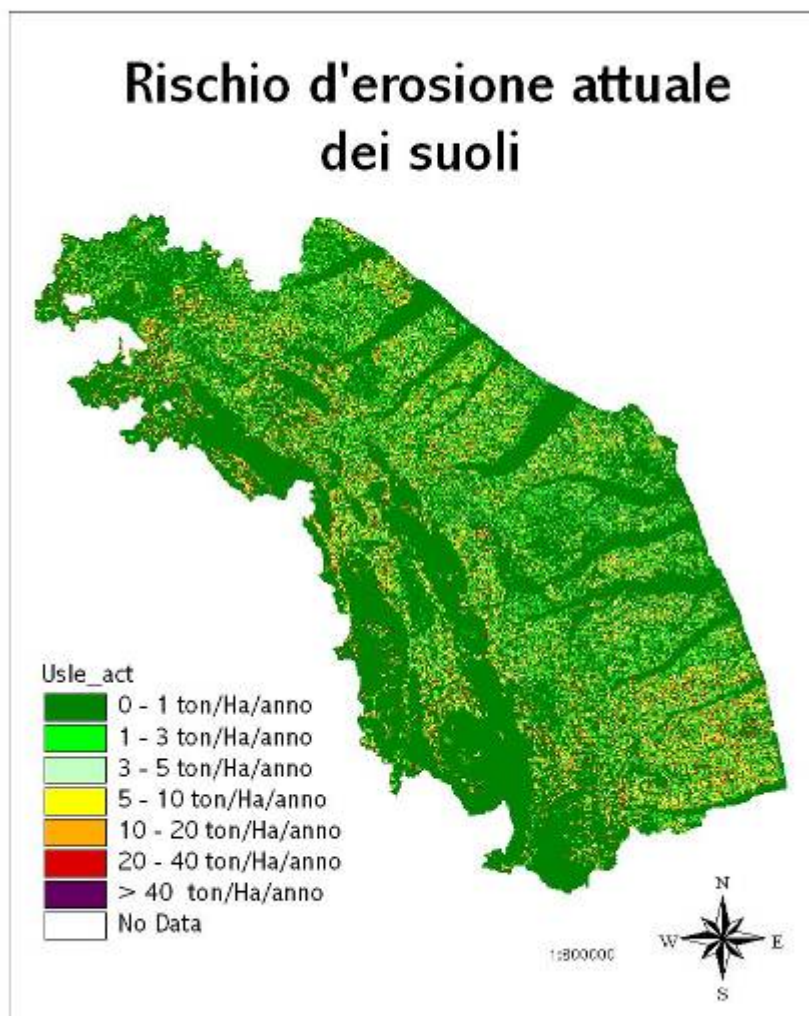 Rischio d'erosione attuale
dei suoli
Usle_act
0 - 1 ton/Ha/anno
1 - 3 ton/Ha/anno
3 - 5 ton/Ha/anno
5 - 10 ton/Ha/anno
10 - 20 ton/Ha/anno
20 - 40 ton/Ha/anno
> 40 ton/Ha/anno
No Data
1:800000
N
W
E
S